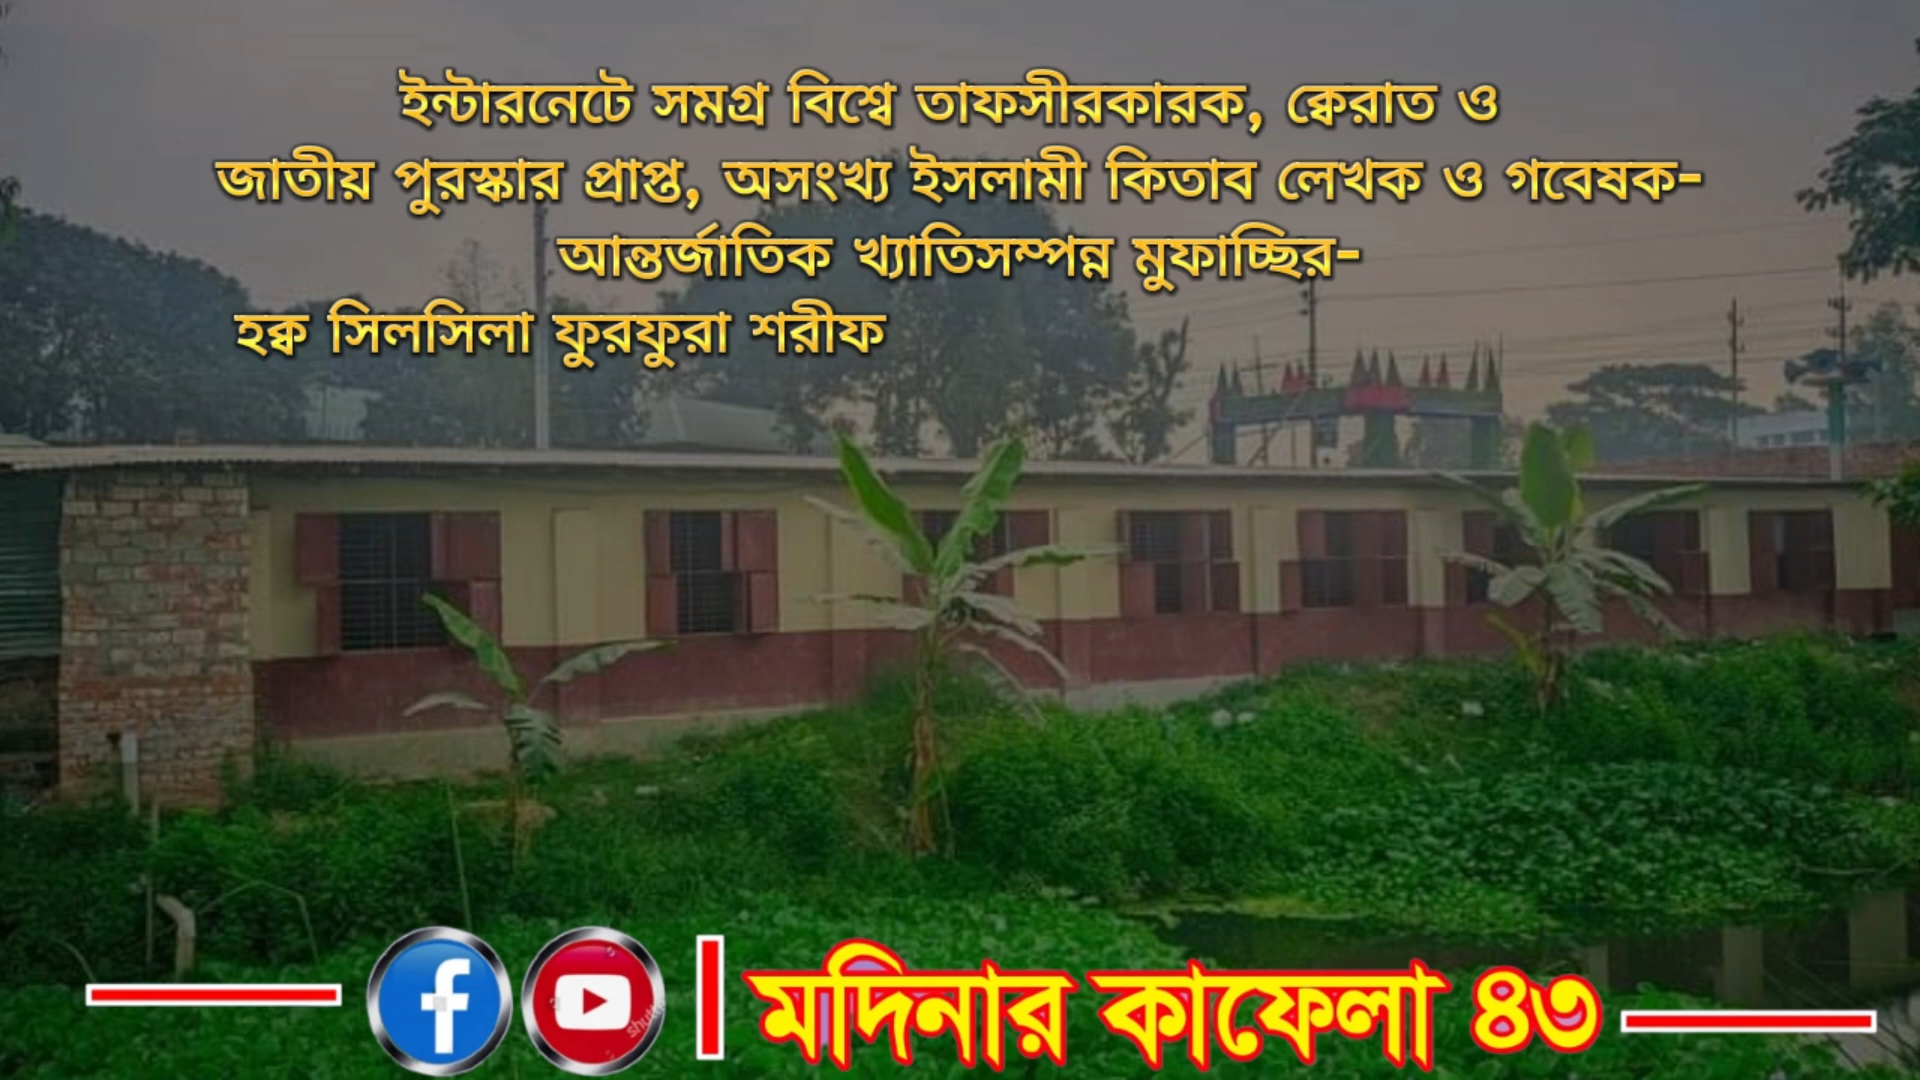 ইন্টারনেটে সমগ্র বিশ্বে তাফসীরকারক, ক্বেরাত ও
জাতীয় পুরস্কার প্রাপ্ত, অসংখ্য ইসলামী কিতাব লেখক ও গবেষক-
আন্তর্জাতিক খ্যাতিসম্পন্ন মুফাচ্ছির-
হক্ব সিলসিলা ফুরফুরা শরীফ
মদিনার কাফেলা ৪৩